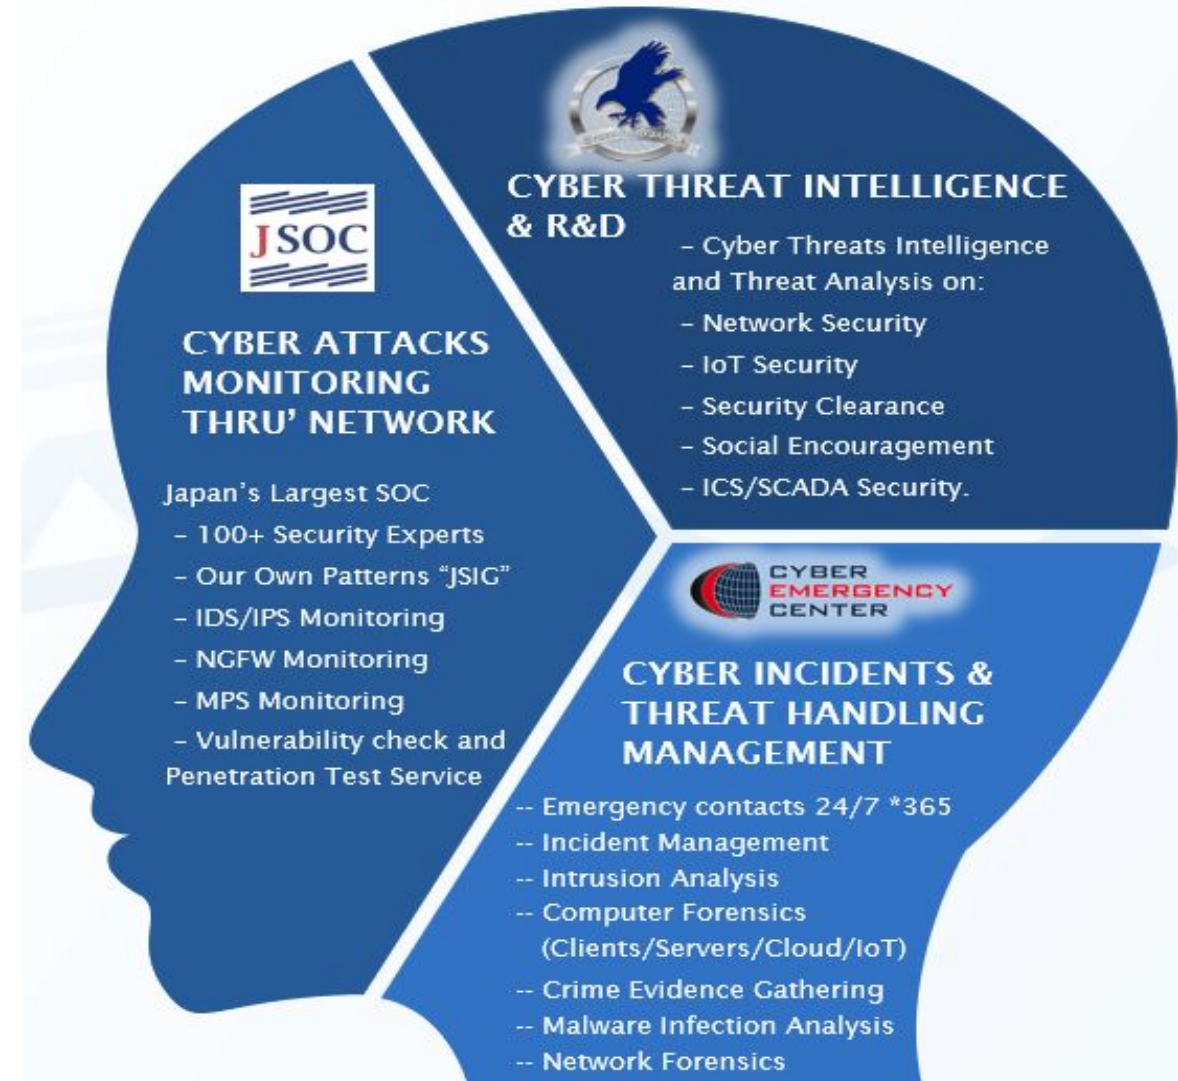 JSOC
CYBER ATTACKS
MONITORING
THRU’ NETWORK
Japan’s Largest SOC
– 100+ Security Experts
– Our Own Patterns “JSIG”
– IDS/IPS Monitoring
– NGFW Monitoring
– MPS Monitoring
– Vulnerability check and
Penetration Test Service
CYBER THREAT INTELLIGENCE
& R&D
– Cyber Threats Intelligence
and Threat Analysis on:
– Network Security
– IoT Security
– Security Clearance
– Social Encouragement
– ICS/SCADA Security.
CYBER
EMERGENCY
CENTER
CYBER INCIDENTS &
THREAT HANDLING
MANAGEMENT
-- Emergency contacts 24/7 *365
-- Incident Management
-- Intrusion Analysis
-- Computer Forensics
(Clients/Servers/Cloud/IoT)
-- Crime Evidence Gathering
-- Malware Infection Analysis
-- Network Forensics